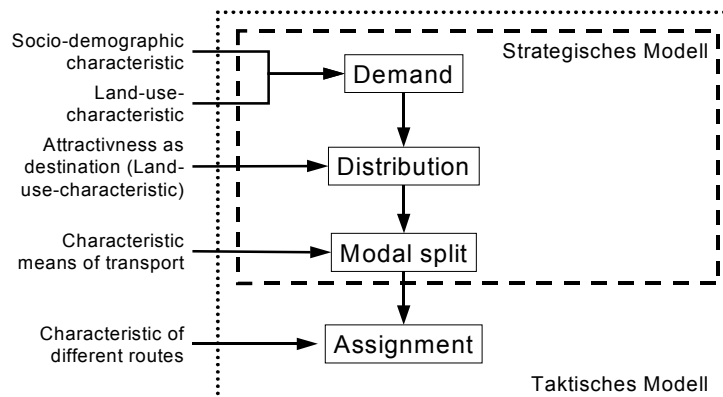 Socio-demographic
characteristic
Land-use-
characteristic
Attractivness as
destination (Land-
use-characteristic)
Characteristic
means of transport
Characteristic of
different routes
Strategisches Modell
Demand
Distribution
Modal split
Assignment
Taktisches Modell